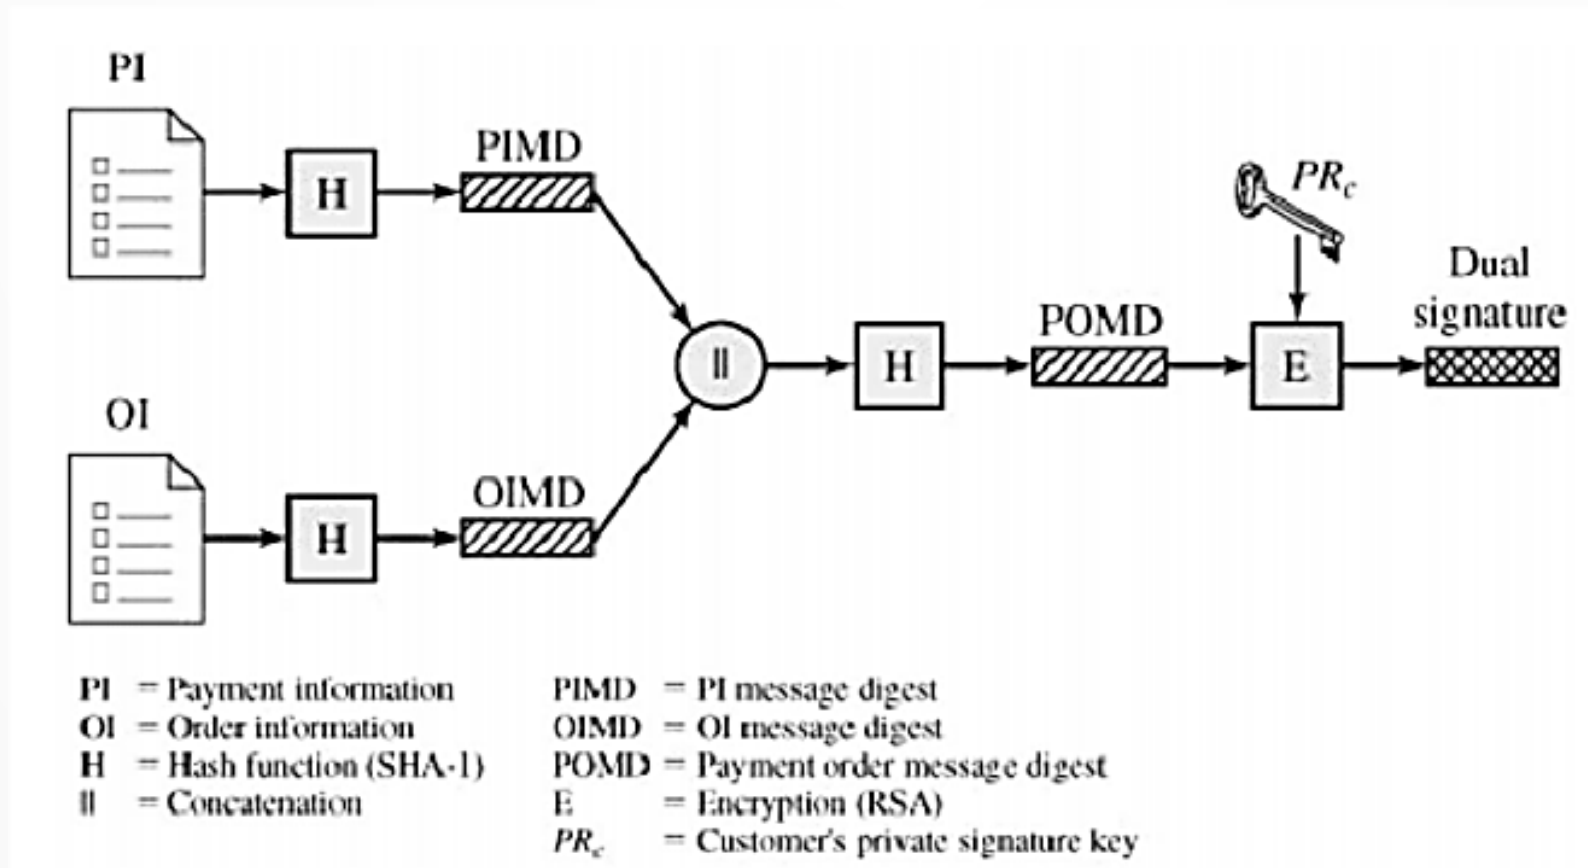 PI
H
PIMD
PR_c
Dual
signature
||
H
POMD
E
OI
H
OIMD
PI = Payment information
OI = Order information
H = Hash function (SHA-1)
|| = Concatenation
PIMD = PI message digest
OIMD = OI message digest
POMD = Payment order message digest
E = Encryption (RSA)
PR_c = Customer's private signature key